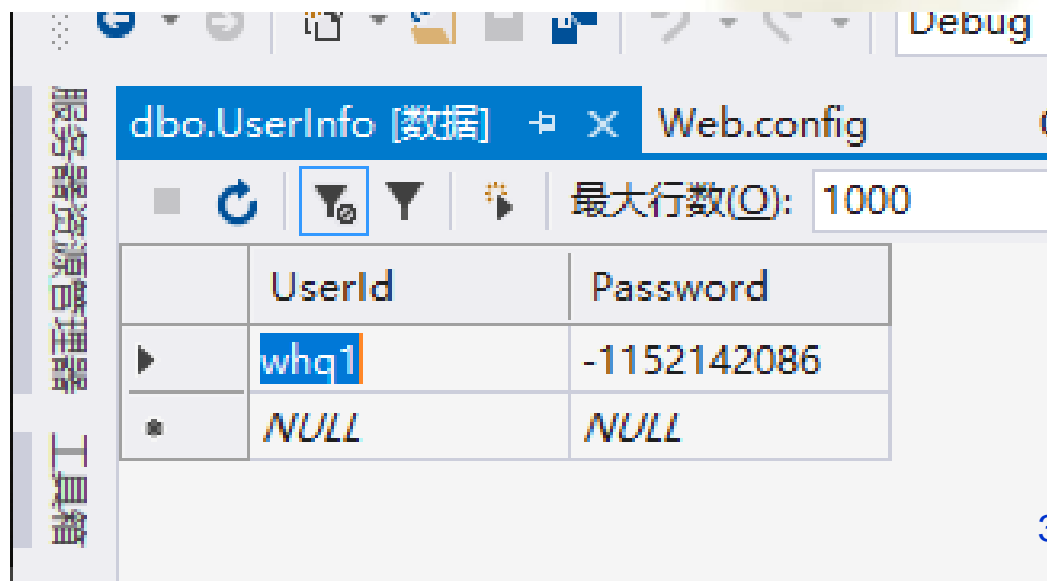 Debug
服务器资源管理器
工具箱
dbo.UserInfo [数据]
Web.config
最大行数(O):
1000
UserId
Password
whq1
-1152142086
NULL
NULL